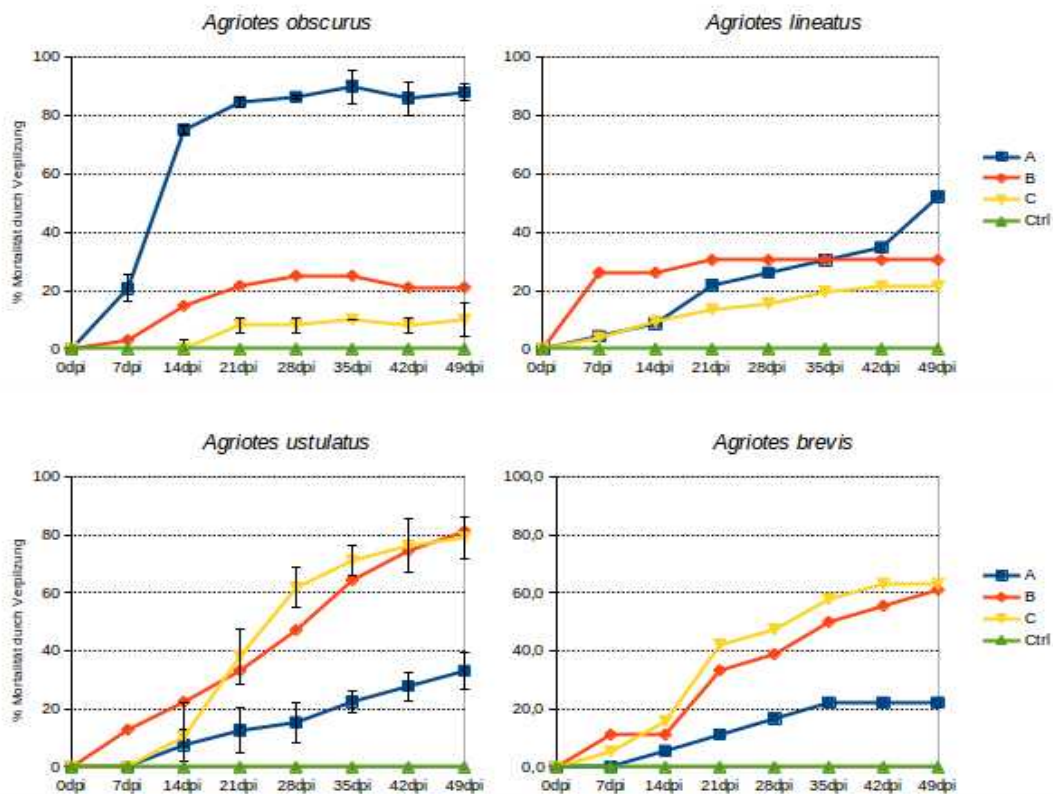 Agriotes obscurus
% Mortalität durch Verpilzung
100
80
60
40
20
0
0dpi 7dpi 14dpi 21dpi 28dpi 35dpi 42dpi 49dpi
Agriotes lineatus
100
80
60
40
20
0
0dpi 7dpi 14dpi 21dpi 28dpi 35dpi 42dpi 49dpi
A
B
C
Ctrl
Agriotes ustulatus
% Mortalität durch Verpilzung
100
80
60
40
20
0
0dpi 7dpi 14dpi 21dpi 28dpi 35dpi 42dpi 49dpi
Agriotes brevis
100,0
80,0
60,0
40,0
20,0
0,0
0dpi 7dpi 14dpi 21dpi 28dpi 35dpi 42dpi 49dpi
A
B
C
Ctrl